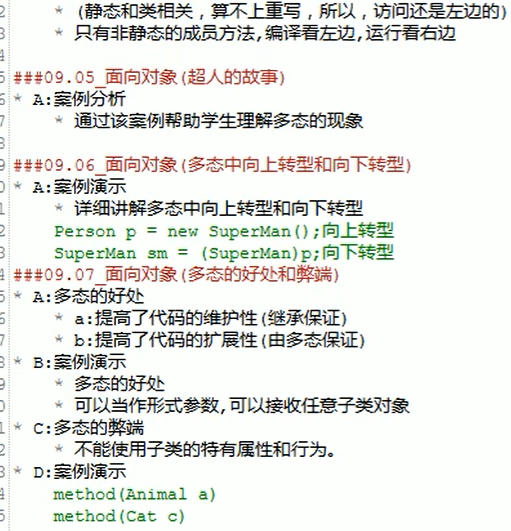 2 * (静态和类相关,算不上重写,所以,访问还是左边的)
3 * 只有非静态的成员方法,编译看左边,运行看右边
4
5 ###09.05_面向对象(超人的故事)
6 * A:案例分析
7 * 通过该案例帮助学生理解多态的现象
8
9 ###09.06_面向对象(多态中向上转型和向下转型)
0 * A:案例演示
1 * 详细讲解多态中向上转型和向下转型
2 Person p = new SuperMan();向上转型
3 SuperMan sm = (SuperMan)p;向下转型
4 ###09.07_面向对象(多态的好处和弊端)
5 * A:多态的好处
6 * a:提高了代码的维护性(继承保证)
7 * b:提高了代码的扩展性(由多态保证)
8 * B:案例演示
9 * 多态的好处
0 * 可以当作形式参数,可以接收任意子类对象
1 * C:多态的弊端
2 * 不能使用子类的特有属性和行为。
3 * D:案例演示
4 method(Animal a)
5 method(Cat c)